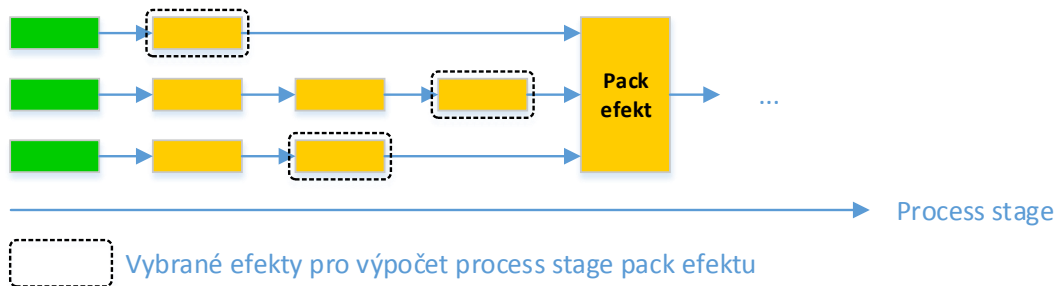 Pack
efekt
...
Process stage
Vybrané efekty pro výpočet process stage pack efektu